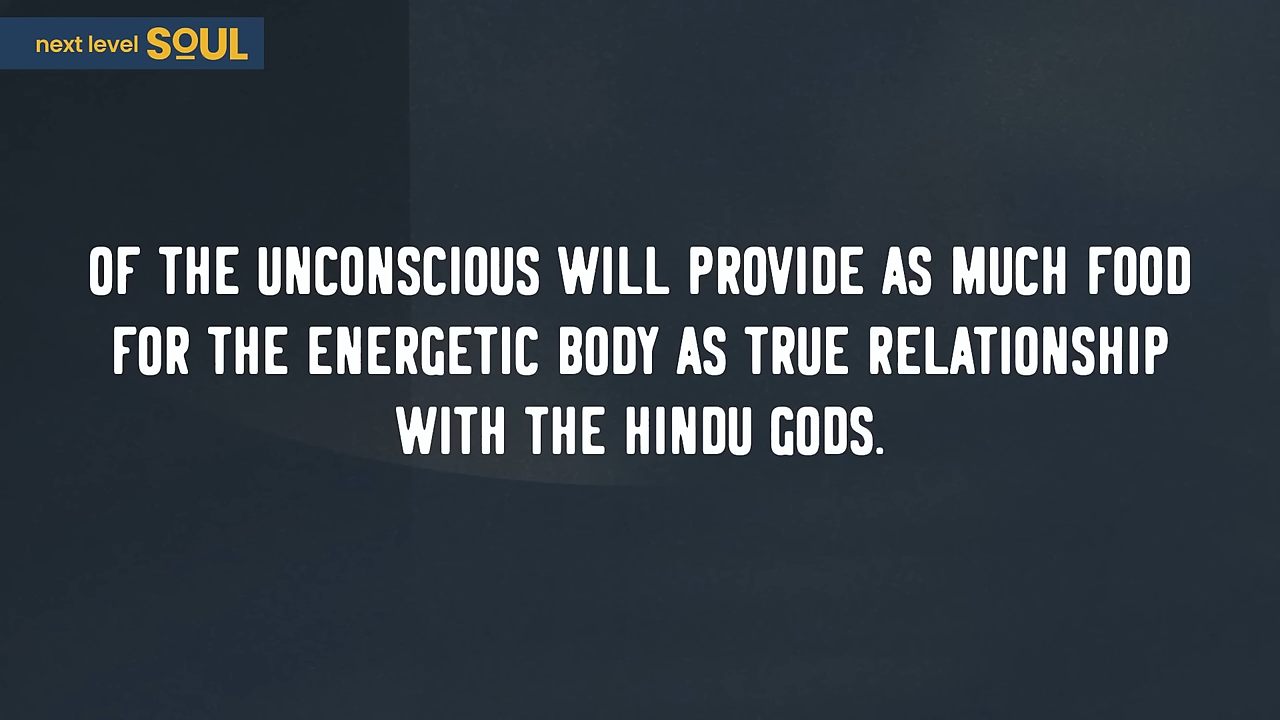 next level SOUL
OF THE UNCONSCIOUS WILL PROVIDE AS MUCH FOOD
FOR THE ENERGETIC BODY AS TRUE RELATIONSHIP
WITH THE HINDU GODS.